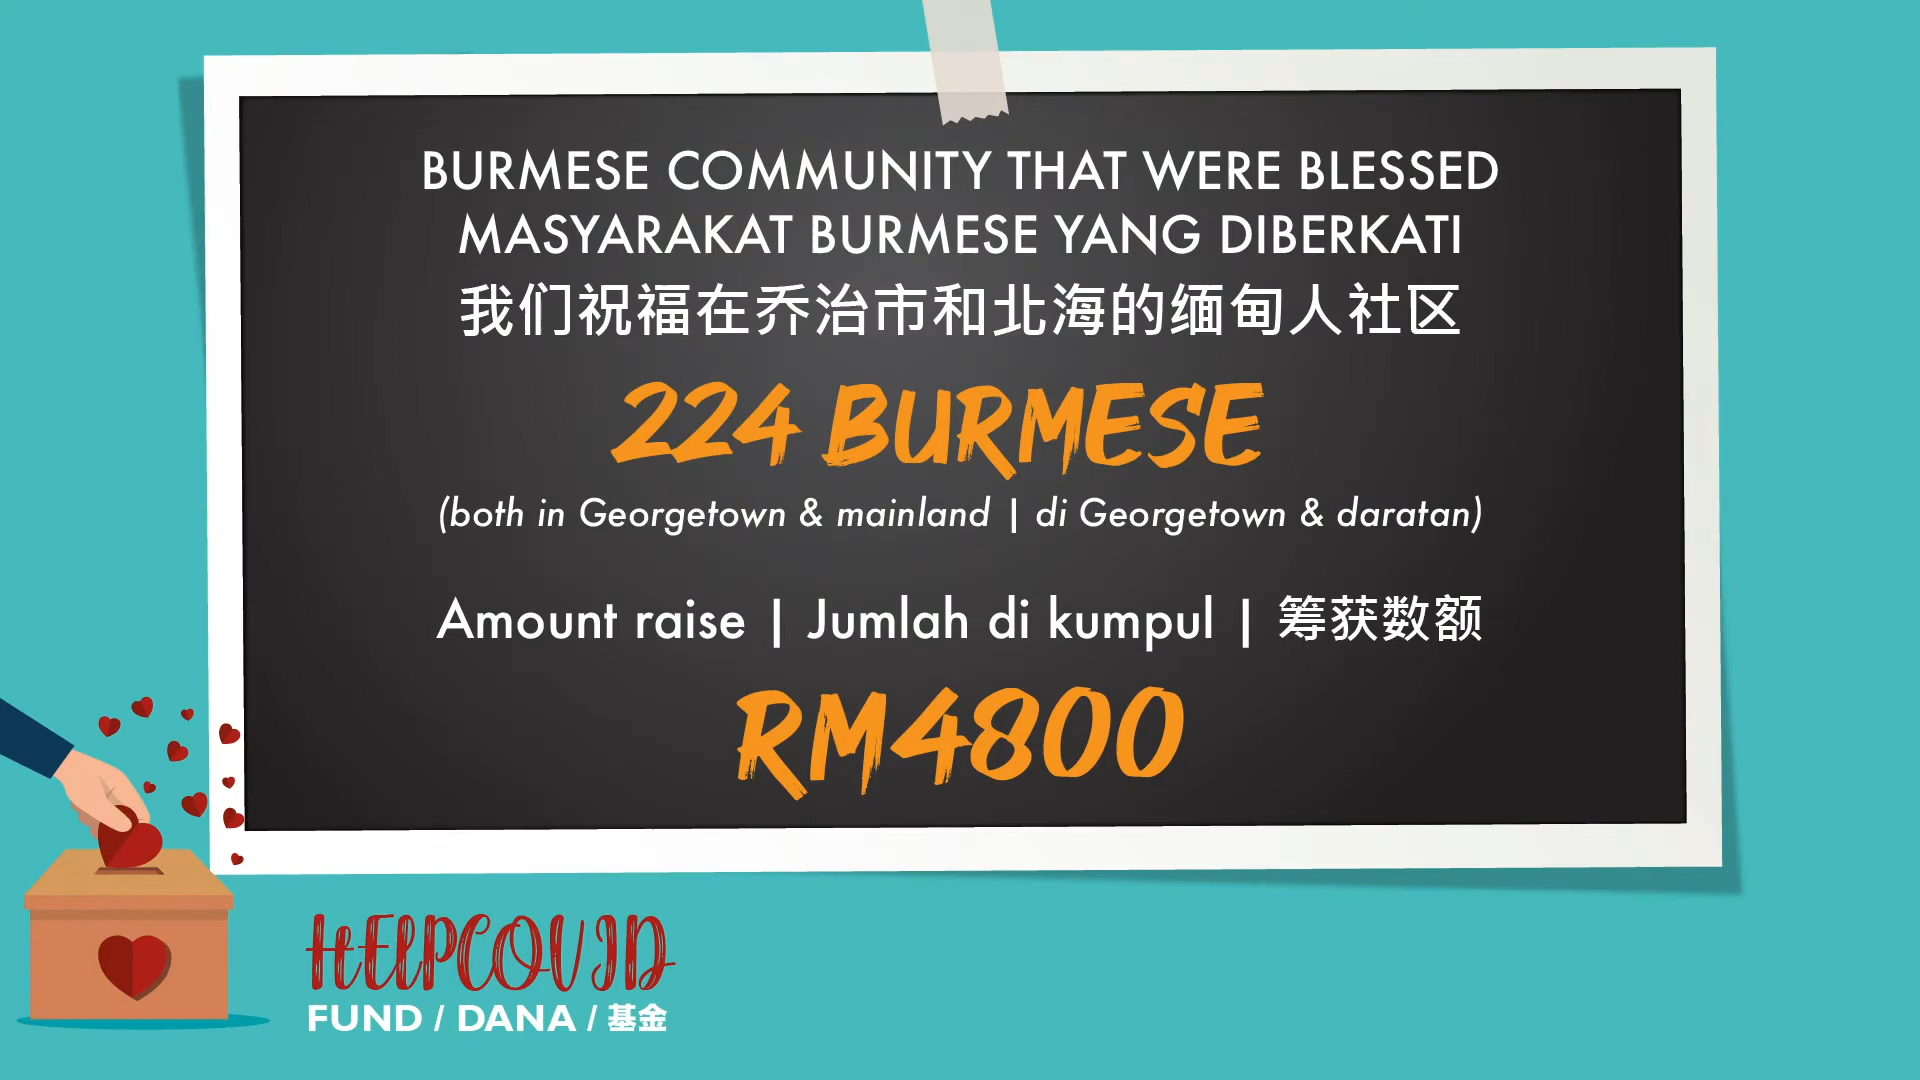 BURMESE COMMUNITY THAT WERE BLESSED
MASYARAKAT BURMESE YANG DIBERKATI
我们祝福在乔治市和北海的缅甸人社区
224 BURMESE
(both in Georgetown & mainland | di Georgetown & daratan)
Amount raise | Jumlah di kumpul | 筹获数额
RM4800
HELPCOVID
FUND / DANA / 基金